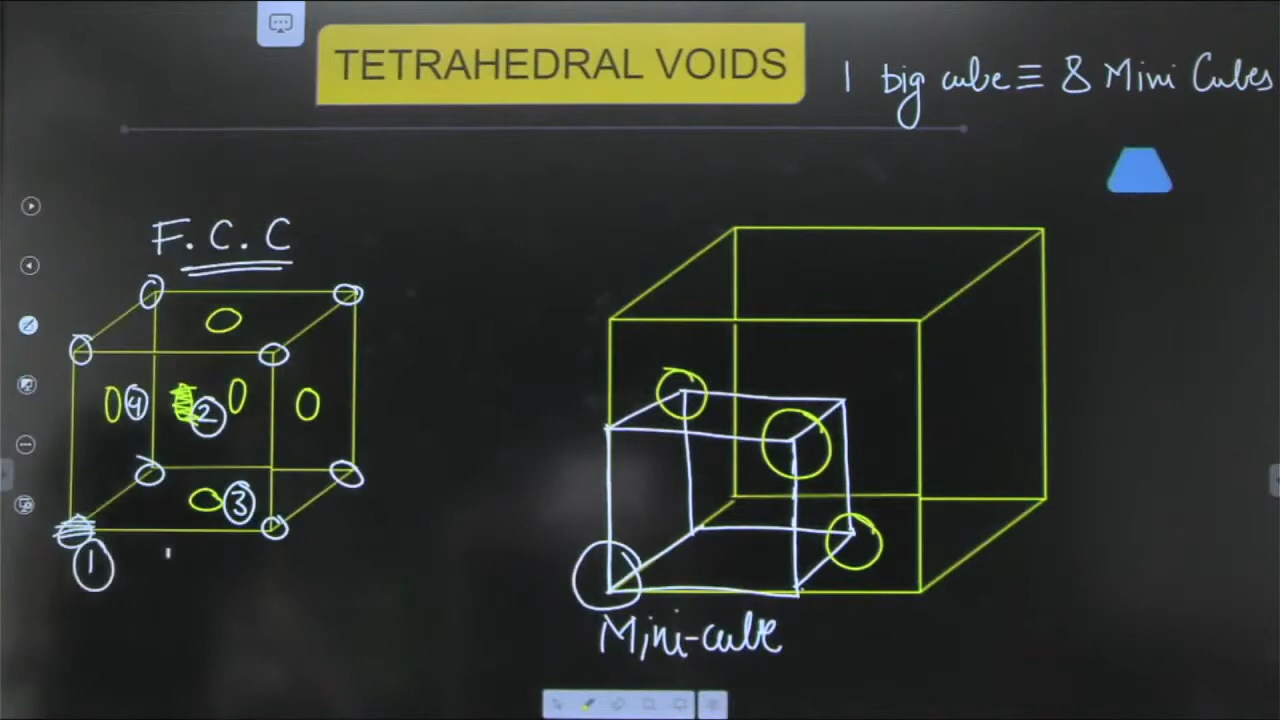 TETRAHEDRAL VOIDS
1 big cube ≡ 8 Mini Cubes
F.C.C
4
2
3
1
Mini-cube